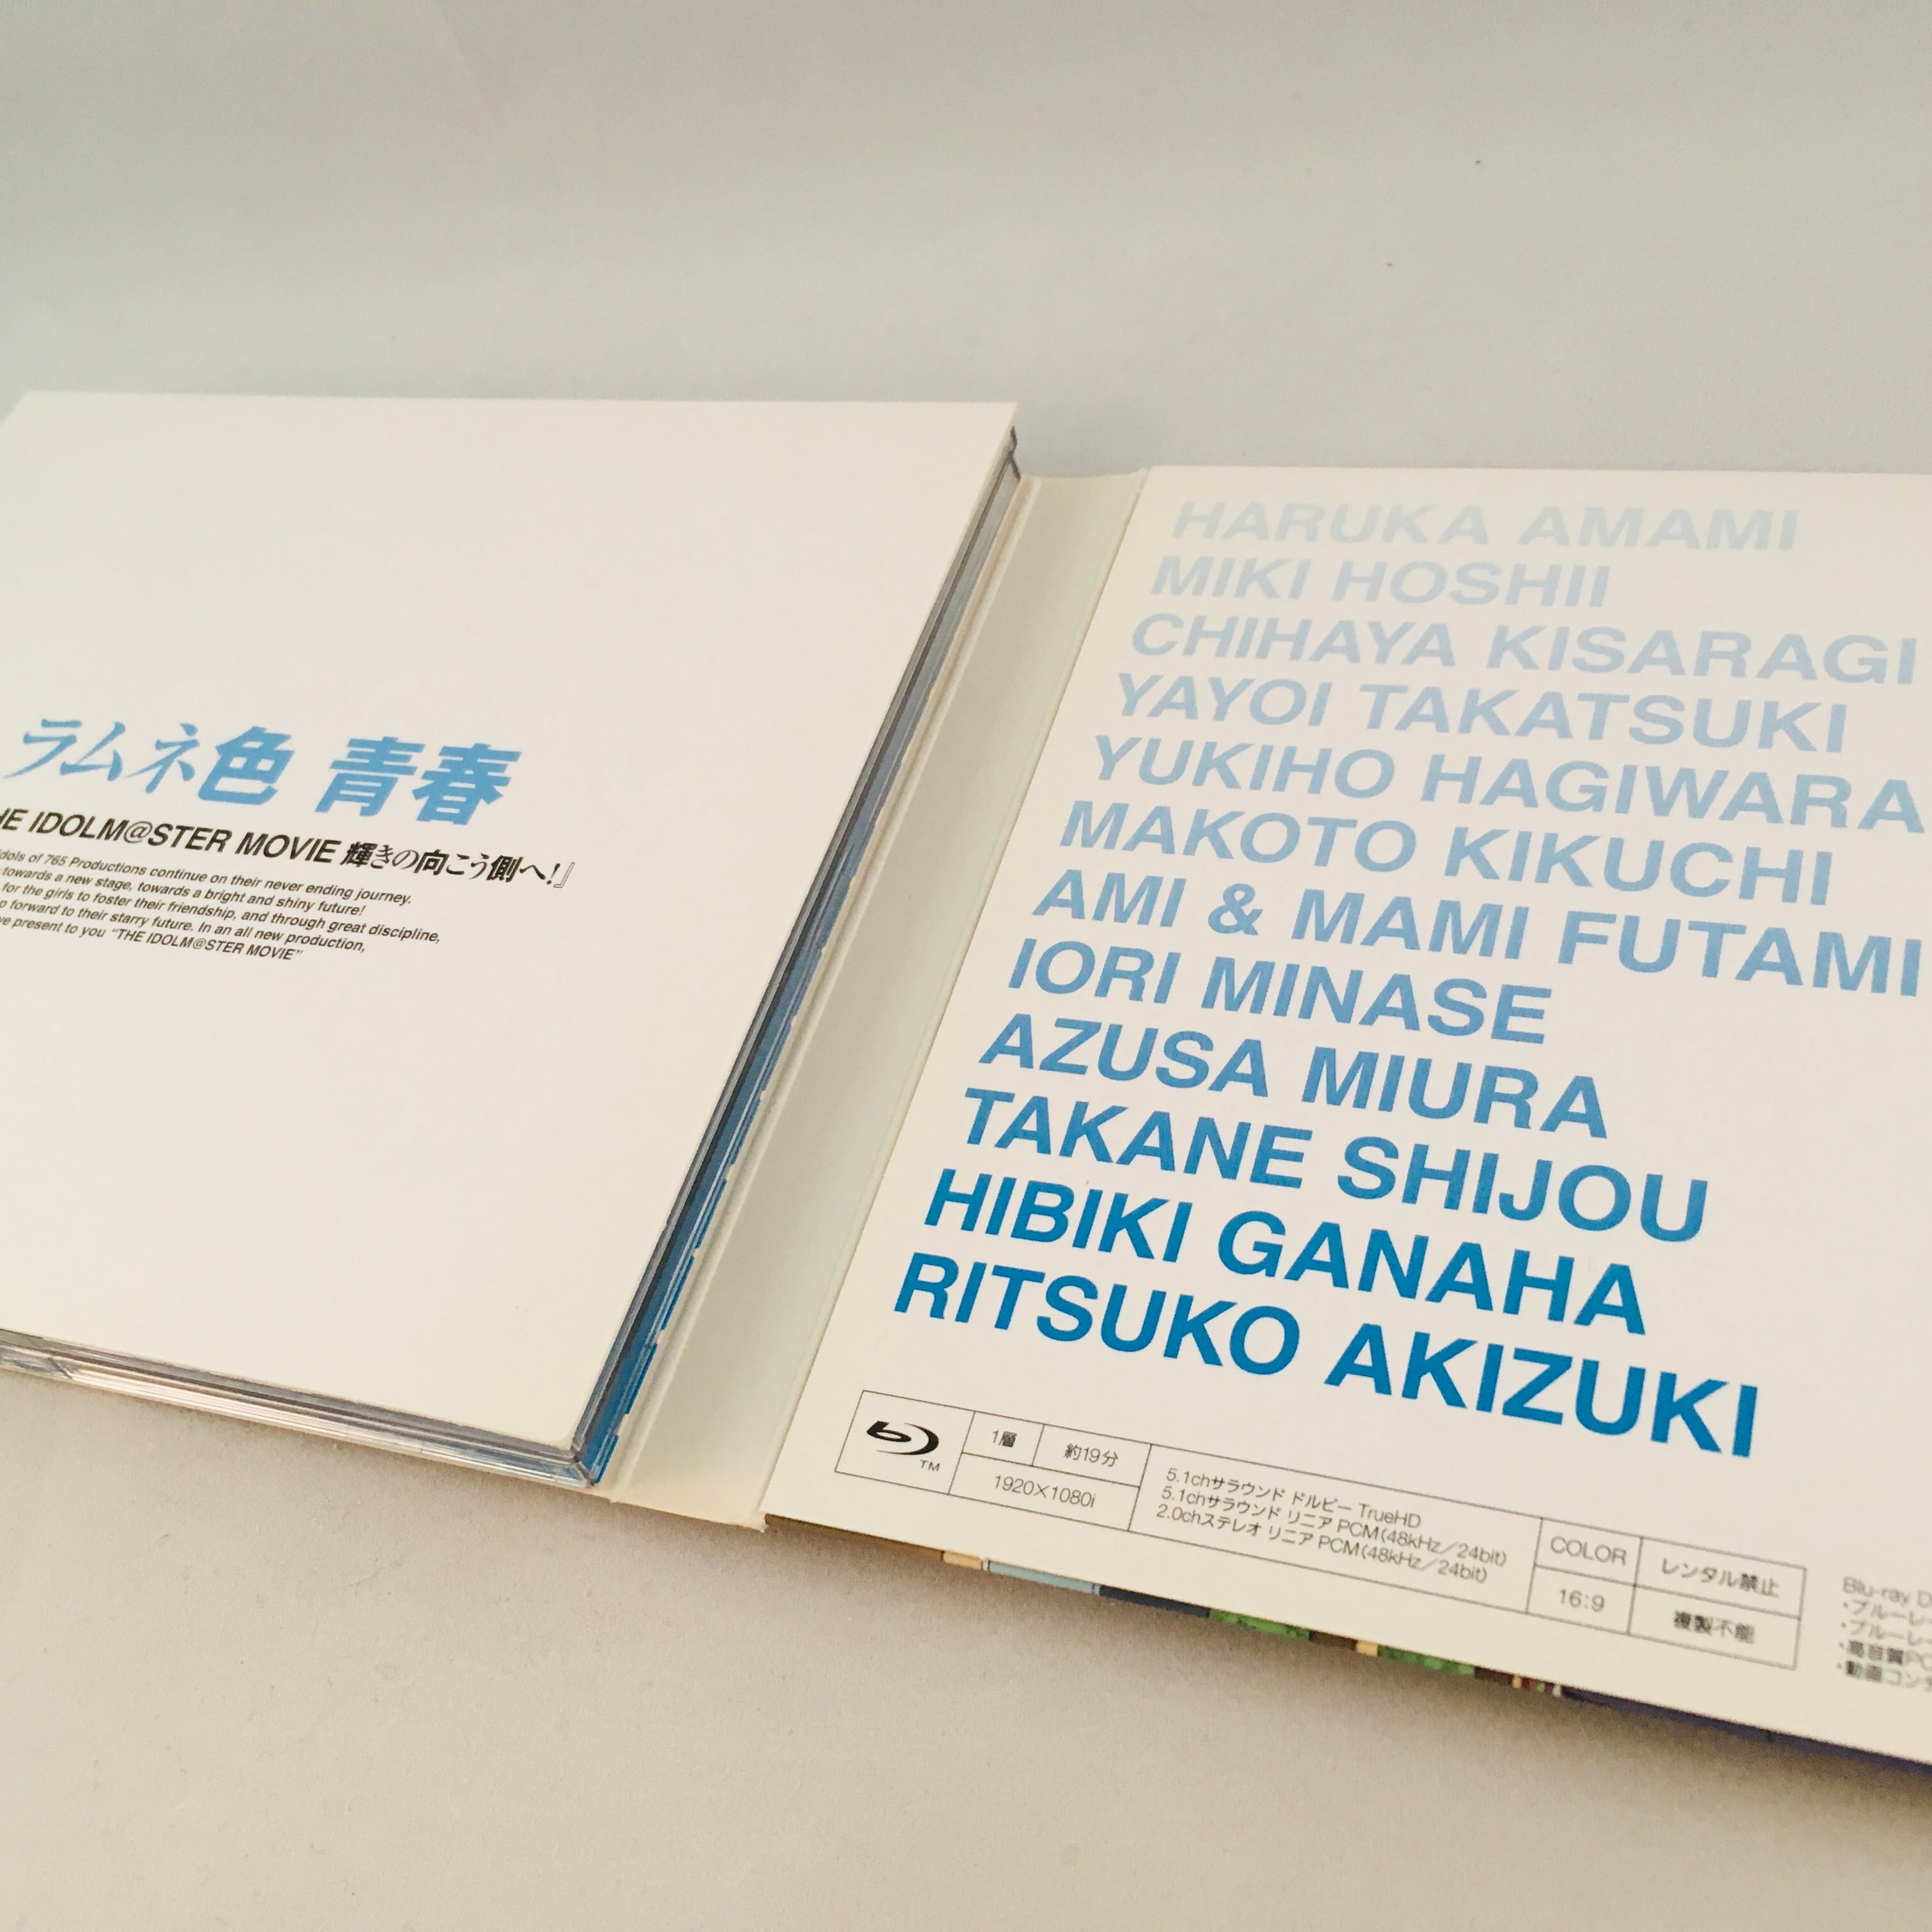 ラムネ色 青春
IDOLM@STER MOVIE 輝きの向こう側へ!』
of 765 Productions continue on their never ending journey.
towards a new stage, towards a bright and shiny future!
for the girls to foster their friendship, and through great discipline,
forward to their starry future. In an all new production,
present to you "THE IDOLM@STER MOVIE"
HARUKA AMAMI
MIKI HOSHII
CHIHAYA KISARAGI
YAYOI TAKATSUKI
YUKIHO HAGIWARA
MAKOTO KIKUCHI
AMI & MAMI FUTAMI
IORI MINASE
AZUSA MIURA
TAKANE SHIJOU
HIBIKI GANAHA
RITSUKO AKIZUKI
TM
1層
約19分
1920×1080i
5.1chサラウンド ドルビー TrueHD
5.1chサラウンド リニア PCM(48kHz/24bit)
2.0chステレオ リニア PCM(48kHz/24bit)
COLOR
16:9
レンタル禁止
複製不能
Blu-ray